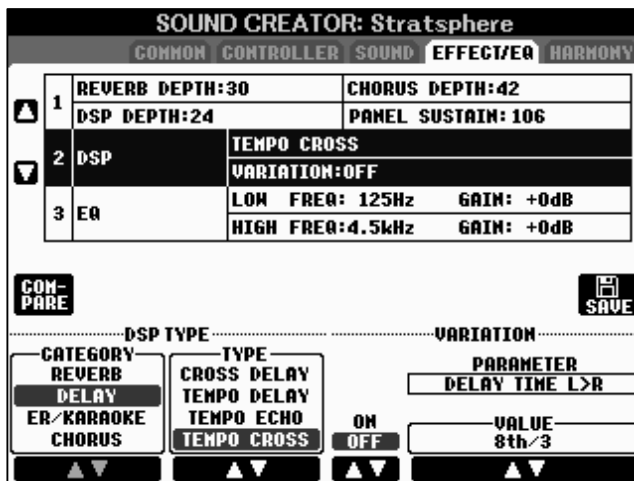 SOUND CREATOR: Stratsphere
COMMON CONTROLLER SOUND EFFECT/EQ HARMONY
1 REVERB DEPTH:30 CHORUS DEPTH:42
DSP DEPTH:24 PANEL SUSTAIN:106
2 DSP TEMPO CROSS
VARIATION:OFF
3 EQ LOW FREQ: 125Hz GAIN: +0dB
HIGH FREQ:4.5kHz GAIN: +0dB
COM-
PARE
SAVE
DSP TYPE VARIATION
CATEGORY
REVERB
DELAY
ER/KARAOKE
CHORUS
TYPE
CROSS DELAY
TEMPO DELAY
TEMPO ECHO
TEMPO CROSS
ON
OFF
PARAMETER
DELAY TIME L>R
VALUE
8th/3